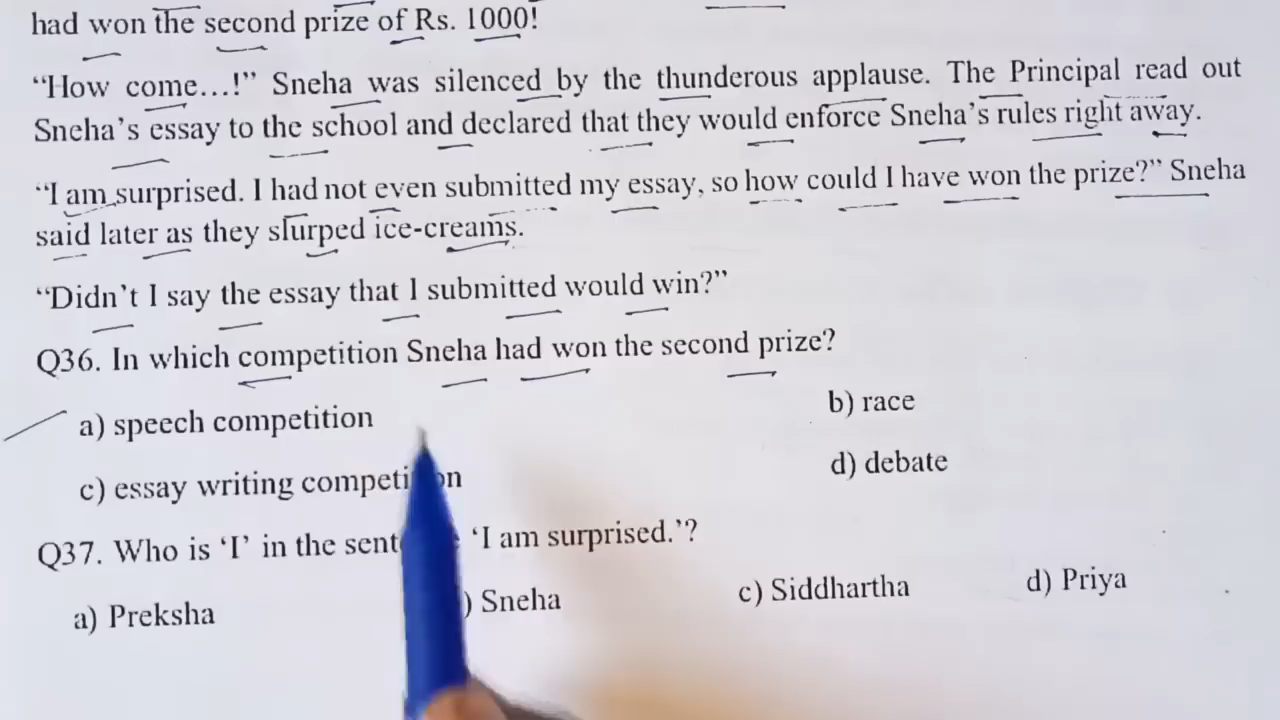 had won the second prize of Rs. 1000!
“How come...!” Sneha was silenced by the thunderous applause. The Principal read out
Sneha’s essay to the school and declared that they would enforce Sneha’s rules right away.
“I am surprised. I had not even submitted my essay, so how could I have won the prize?” Sneha
said later as they slurped ice-creams.
“Didn’t I say the essay that I submitted would win?”
Q36. In which competition Sneha had won the second prize?
a) speech competition b) race
c) essay writing competition d) debate
Q37. Who is ‘I’ in the ‘I am surprised.’?
a) Preksha ) Sneha c) Siddhartha d) Priya